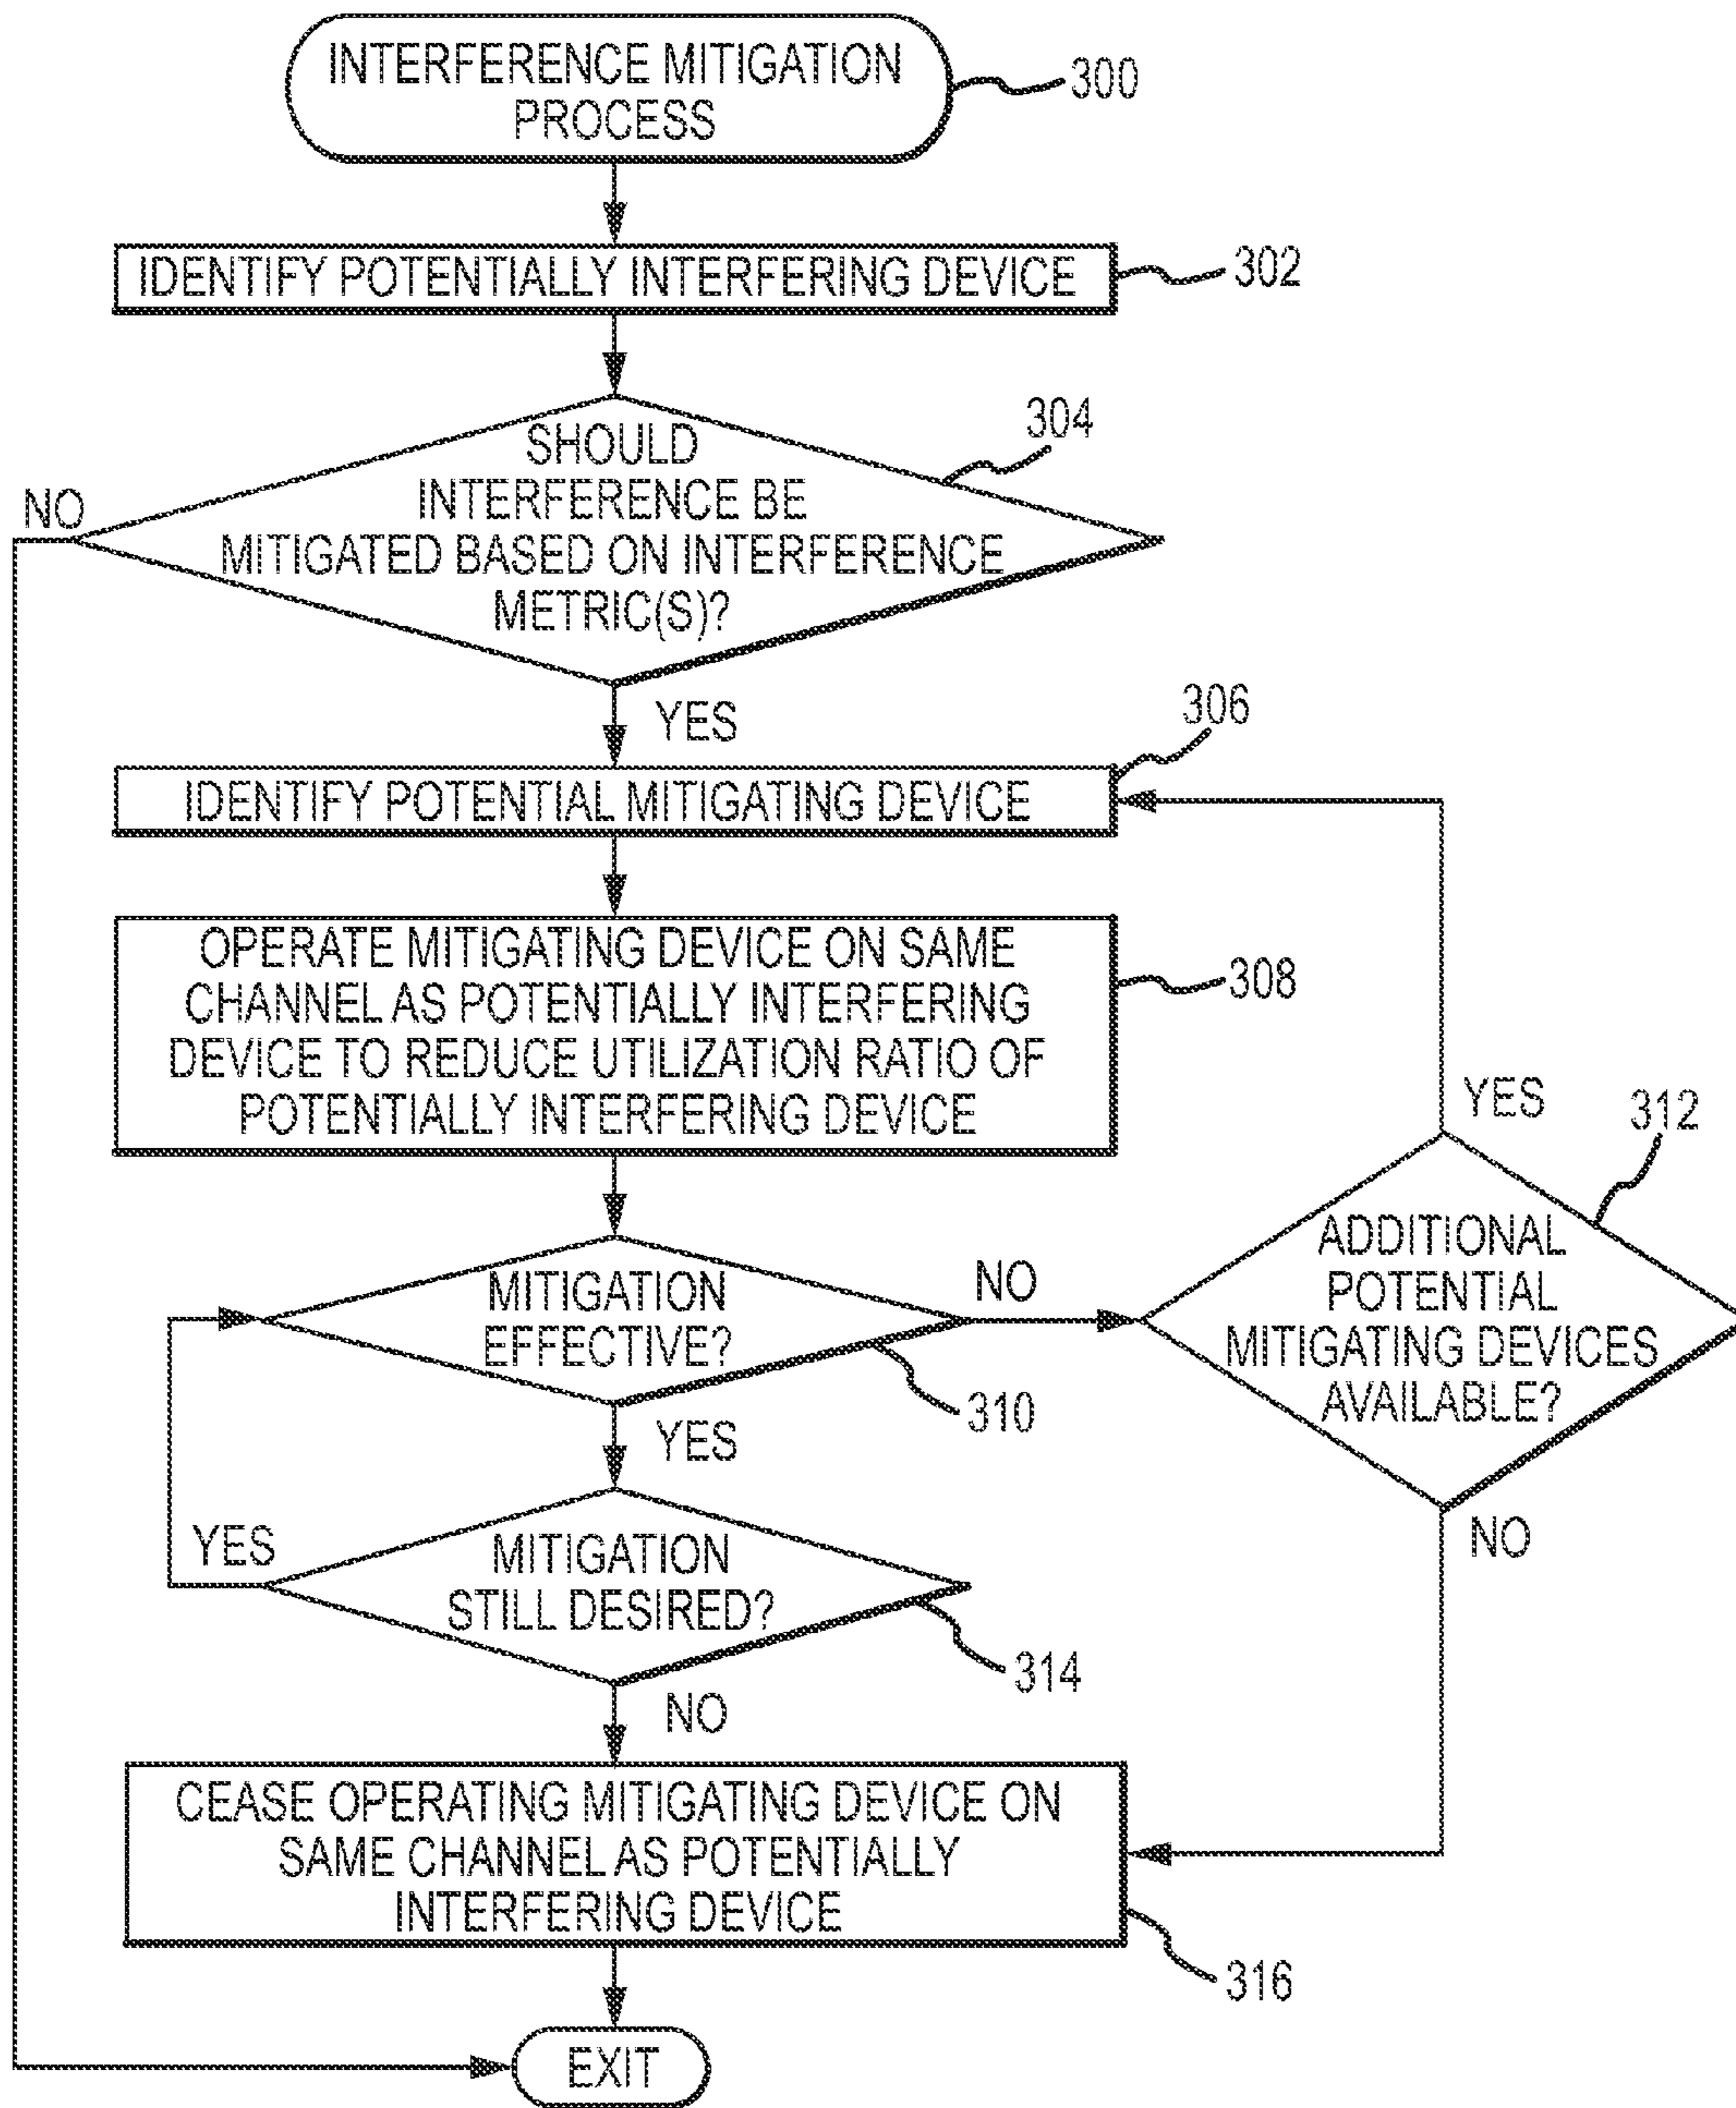 INTERFERENCE MITIGATION
PROCESS
300
IDENTIFY POTENTIALLY INTERFERING DEVICE
302
304
SHOULD
INTERFERENCE BE
MITIGATED BASED ON INTERFERENCE
METRIC(S)?
NO
YES
306
IDENTIFY POTENTIAL MITIGATING DEVICE
OPERATE MITIGATING DEVICE ON SAME
CHANNEL AS POTENTIALLY INTERFERING
DEVICE TO REDUCE UTILIZATION RATIO OF
POTENTIALLY INTERFERING DEVICE
308
YES
312
MITIGATION
EFFECTIVE?
NO
310
YES
ADDITIONAL
POTENTIAL
MITIGATING DEVICES
AVAILABLE?
NO
YES
MITIGATION
STILL DESIRED?
314
NO
CEASE OPERATING MITIGATING DEVICE ON
SAME CHANNEL AS POTENTIALLY
INTERFERING DEVICE
316
EXIT